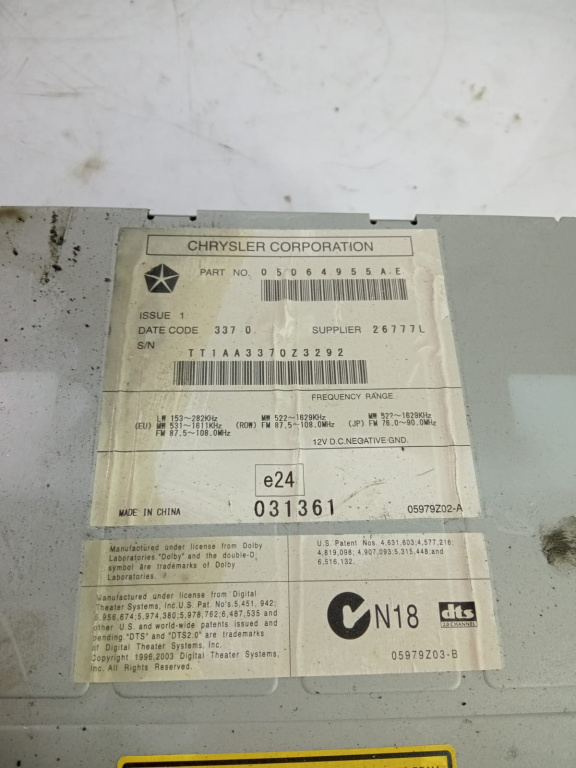 CHRYSLER CORPORATION
PART NO. 05064955AE
ISSUE 1
DATE CODE 337 0 SUPPLIER 26777L
S/N
TT1AA3370Z3292
FREQUENCY RANGE
LW 153~282KHz MW 522~1629KHz MW 522~1629KHz
(EU) MW 531~1611KHz (ROW) FM 87.5~108.0MHz (JP) FM 76.0~90.0MHz
FM 87.5~108.0MHz
12V D.C.NEGATIVE GND.
e24
031361
MADE IN CHINA 05979Z02-A
Manufactured under license from Dolby
Laboratories."Dolby" and the double-D
symbol are trademarks of Dolby
Laboratories.
U.S. Patent Nos. 4,631,603;4,577,216;
4,819,098; 4,907,093;5,315,448;and
6,516,132.
Manufactured under license from Digital
Theater Systems, Inc.U.S. Pat. No's.5,451,942;
5,956,674;5,974,380;5,978,762;6,487,535 and
other U.S. and world-wide patents issued and
pending."DTS" and "DTS2.0" are trademarks
of Digital Theater Systems, Inc.
Copyright 1996,2003 Digital Theater Systems,
Inc. All Rights Reserved.
N18
dts
2.0 CHANNEL
05979Z03-B